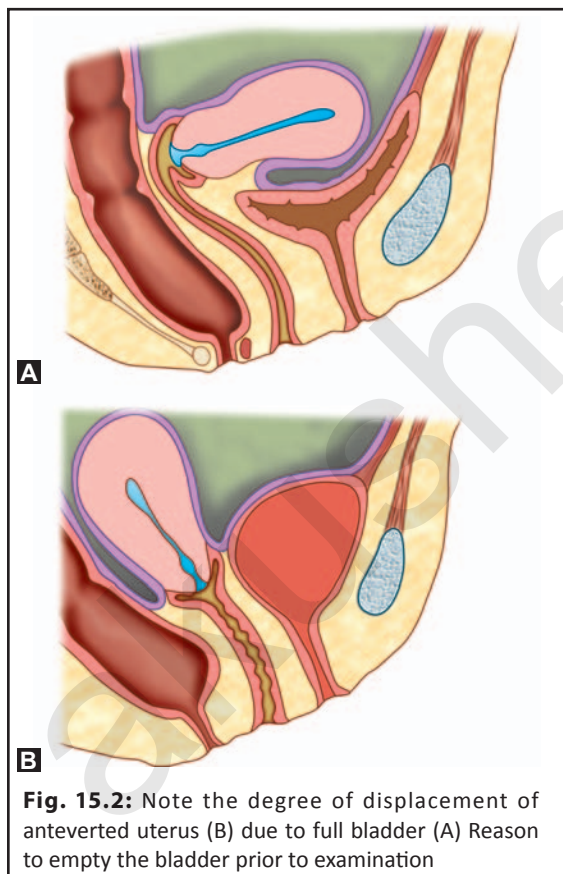 A
B
Fig. 15.2: Note the degree of displacement of
anteverted uterus (B) due to full bladder (A) Reason
to empty the bladder prior to examination